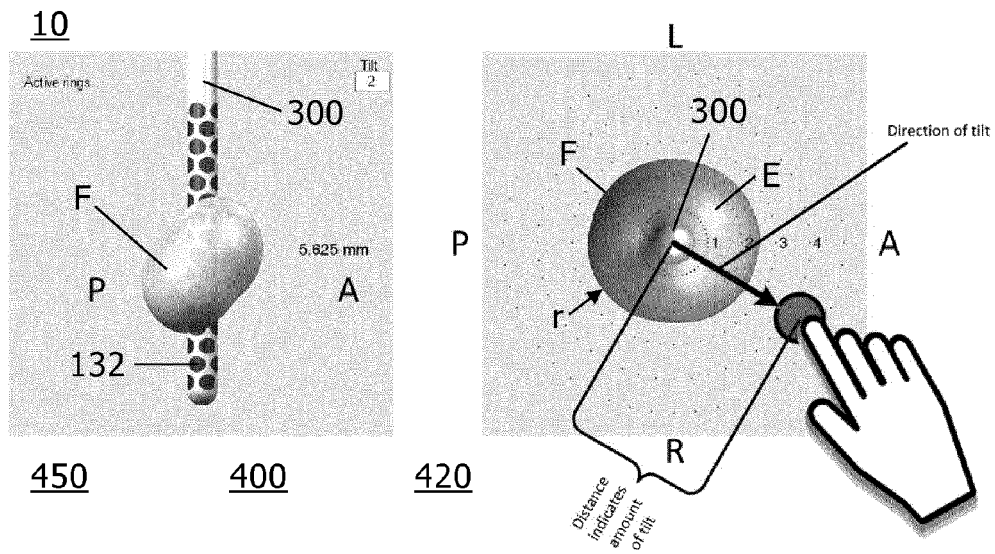 10
Active rings
Tilt
2
300
F
5.625 mm
P
A
132
L
300
Direction of tilt
F
E
P
1 2 3 4
A
r
R
Distance
indicates
amount
of tilt
450 400 420